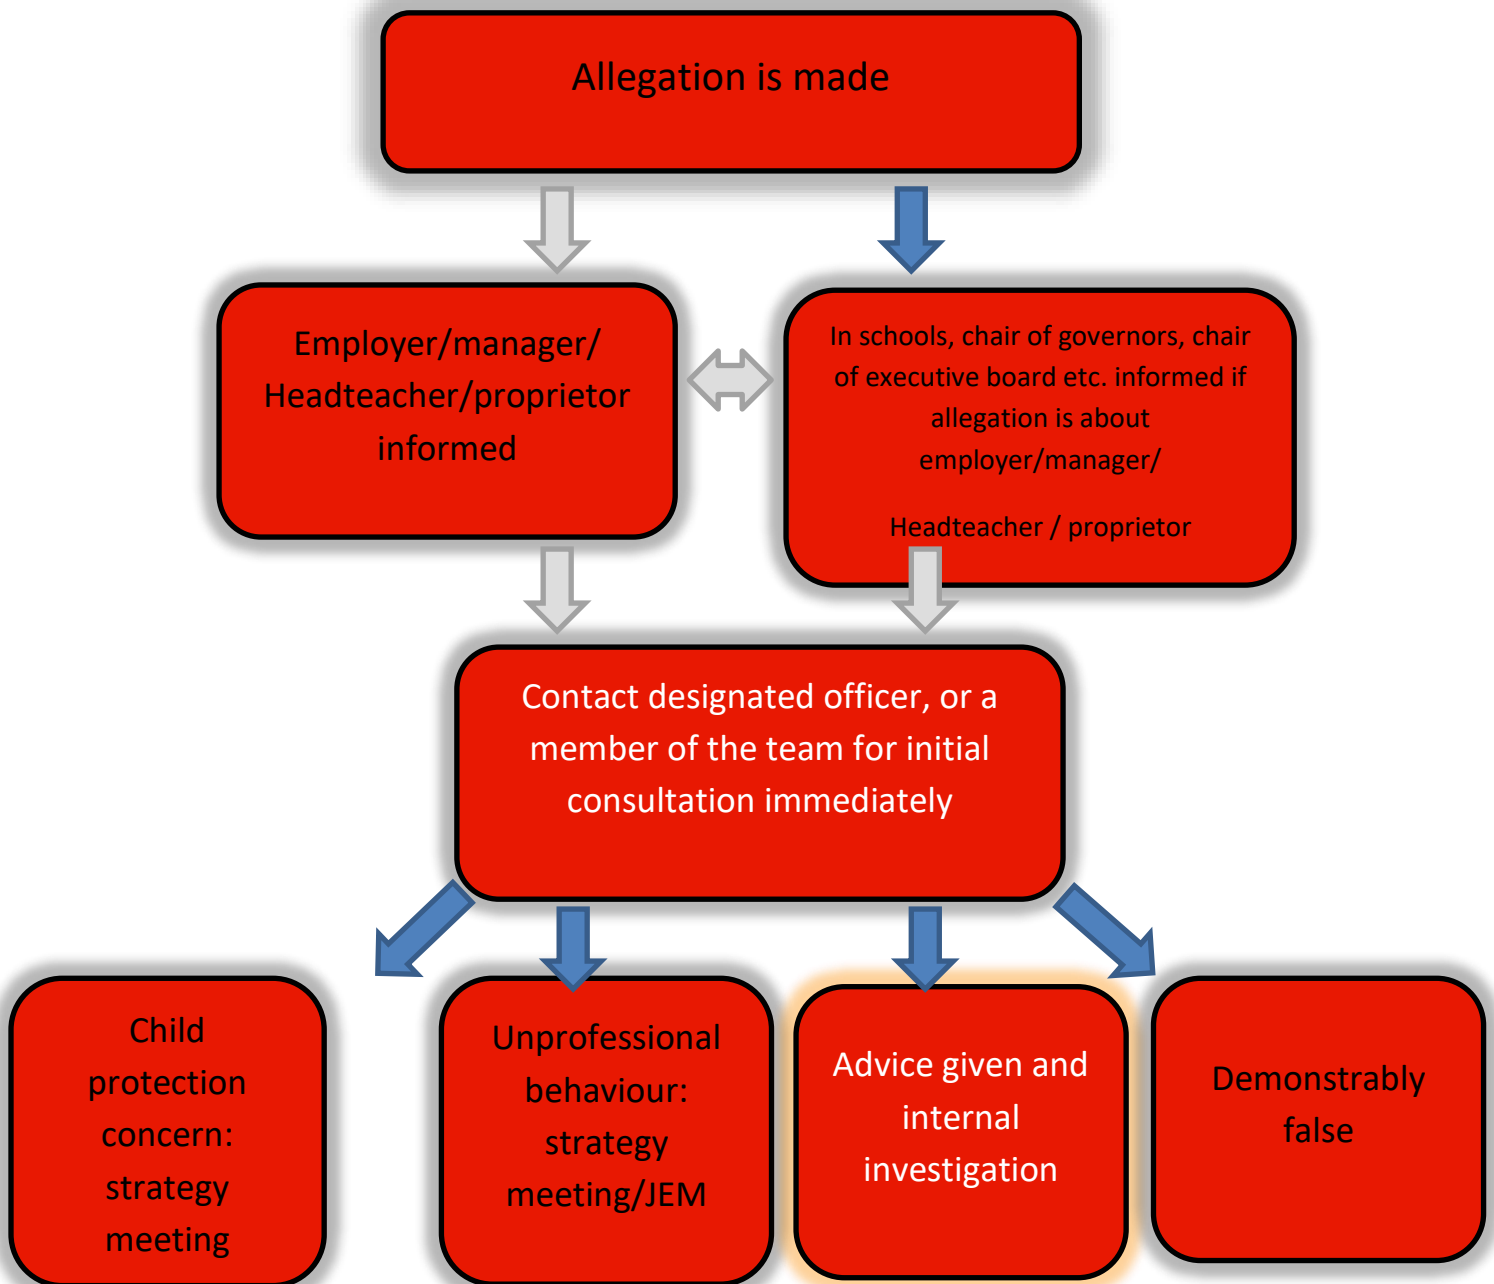 Allegation is made
Employer/manager/
Headteacher/proprietor
informed
In schools, chair of governors, chair
of executive board etc. informed if
allegation is about
employer/manager/
Headteacher / proprietor
Contact designated officer, or a
member of the team for initial
consultation immediately
Child
protection
concern:
strategy
meeting
Unprofessional
behaviour:
strategy
meeting/JEM
Advice given and
internal
investigation
Demonstrably
false